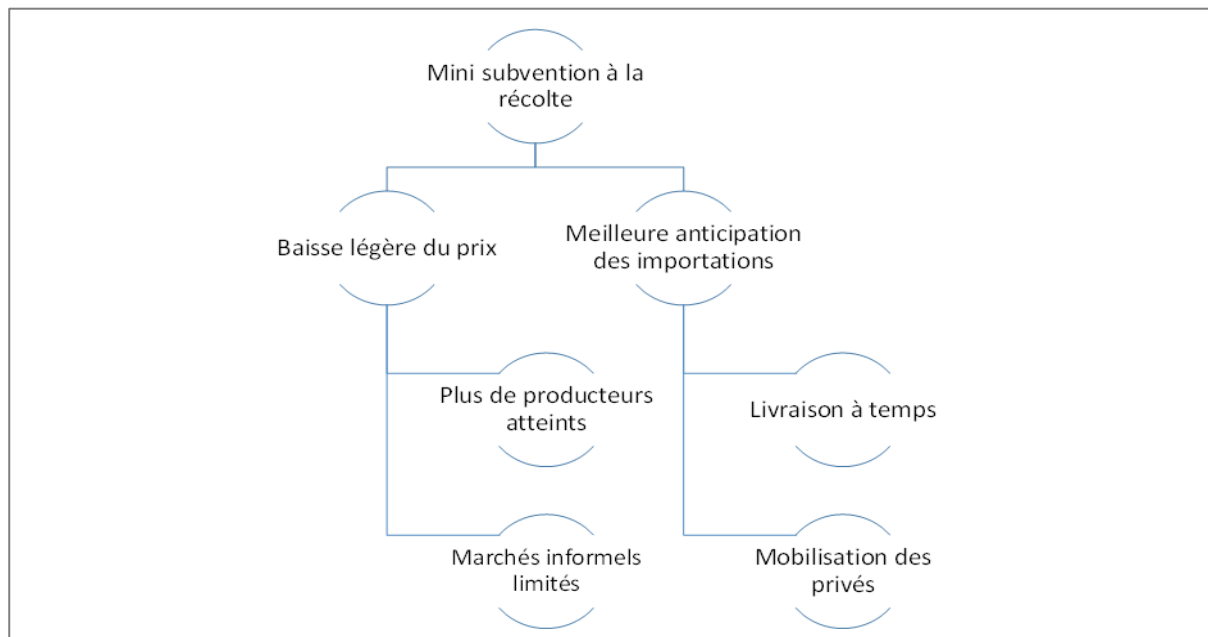 Mini subvention à la
récolte
Baisse légère du prix
Meilleure anticipation
des importations
Plus de producteurs
atteints
Livraison à temps
Marchés informels
limités
Mobilisation des
privés